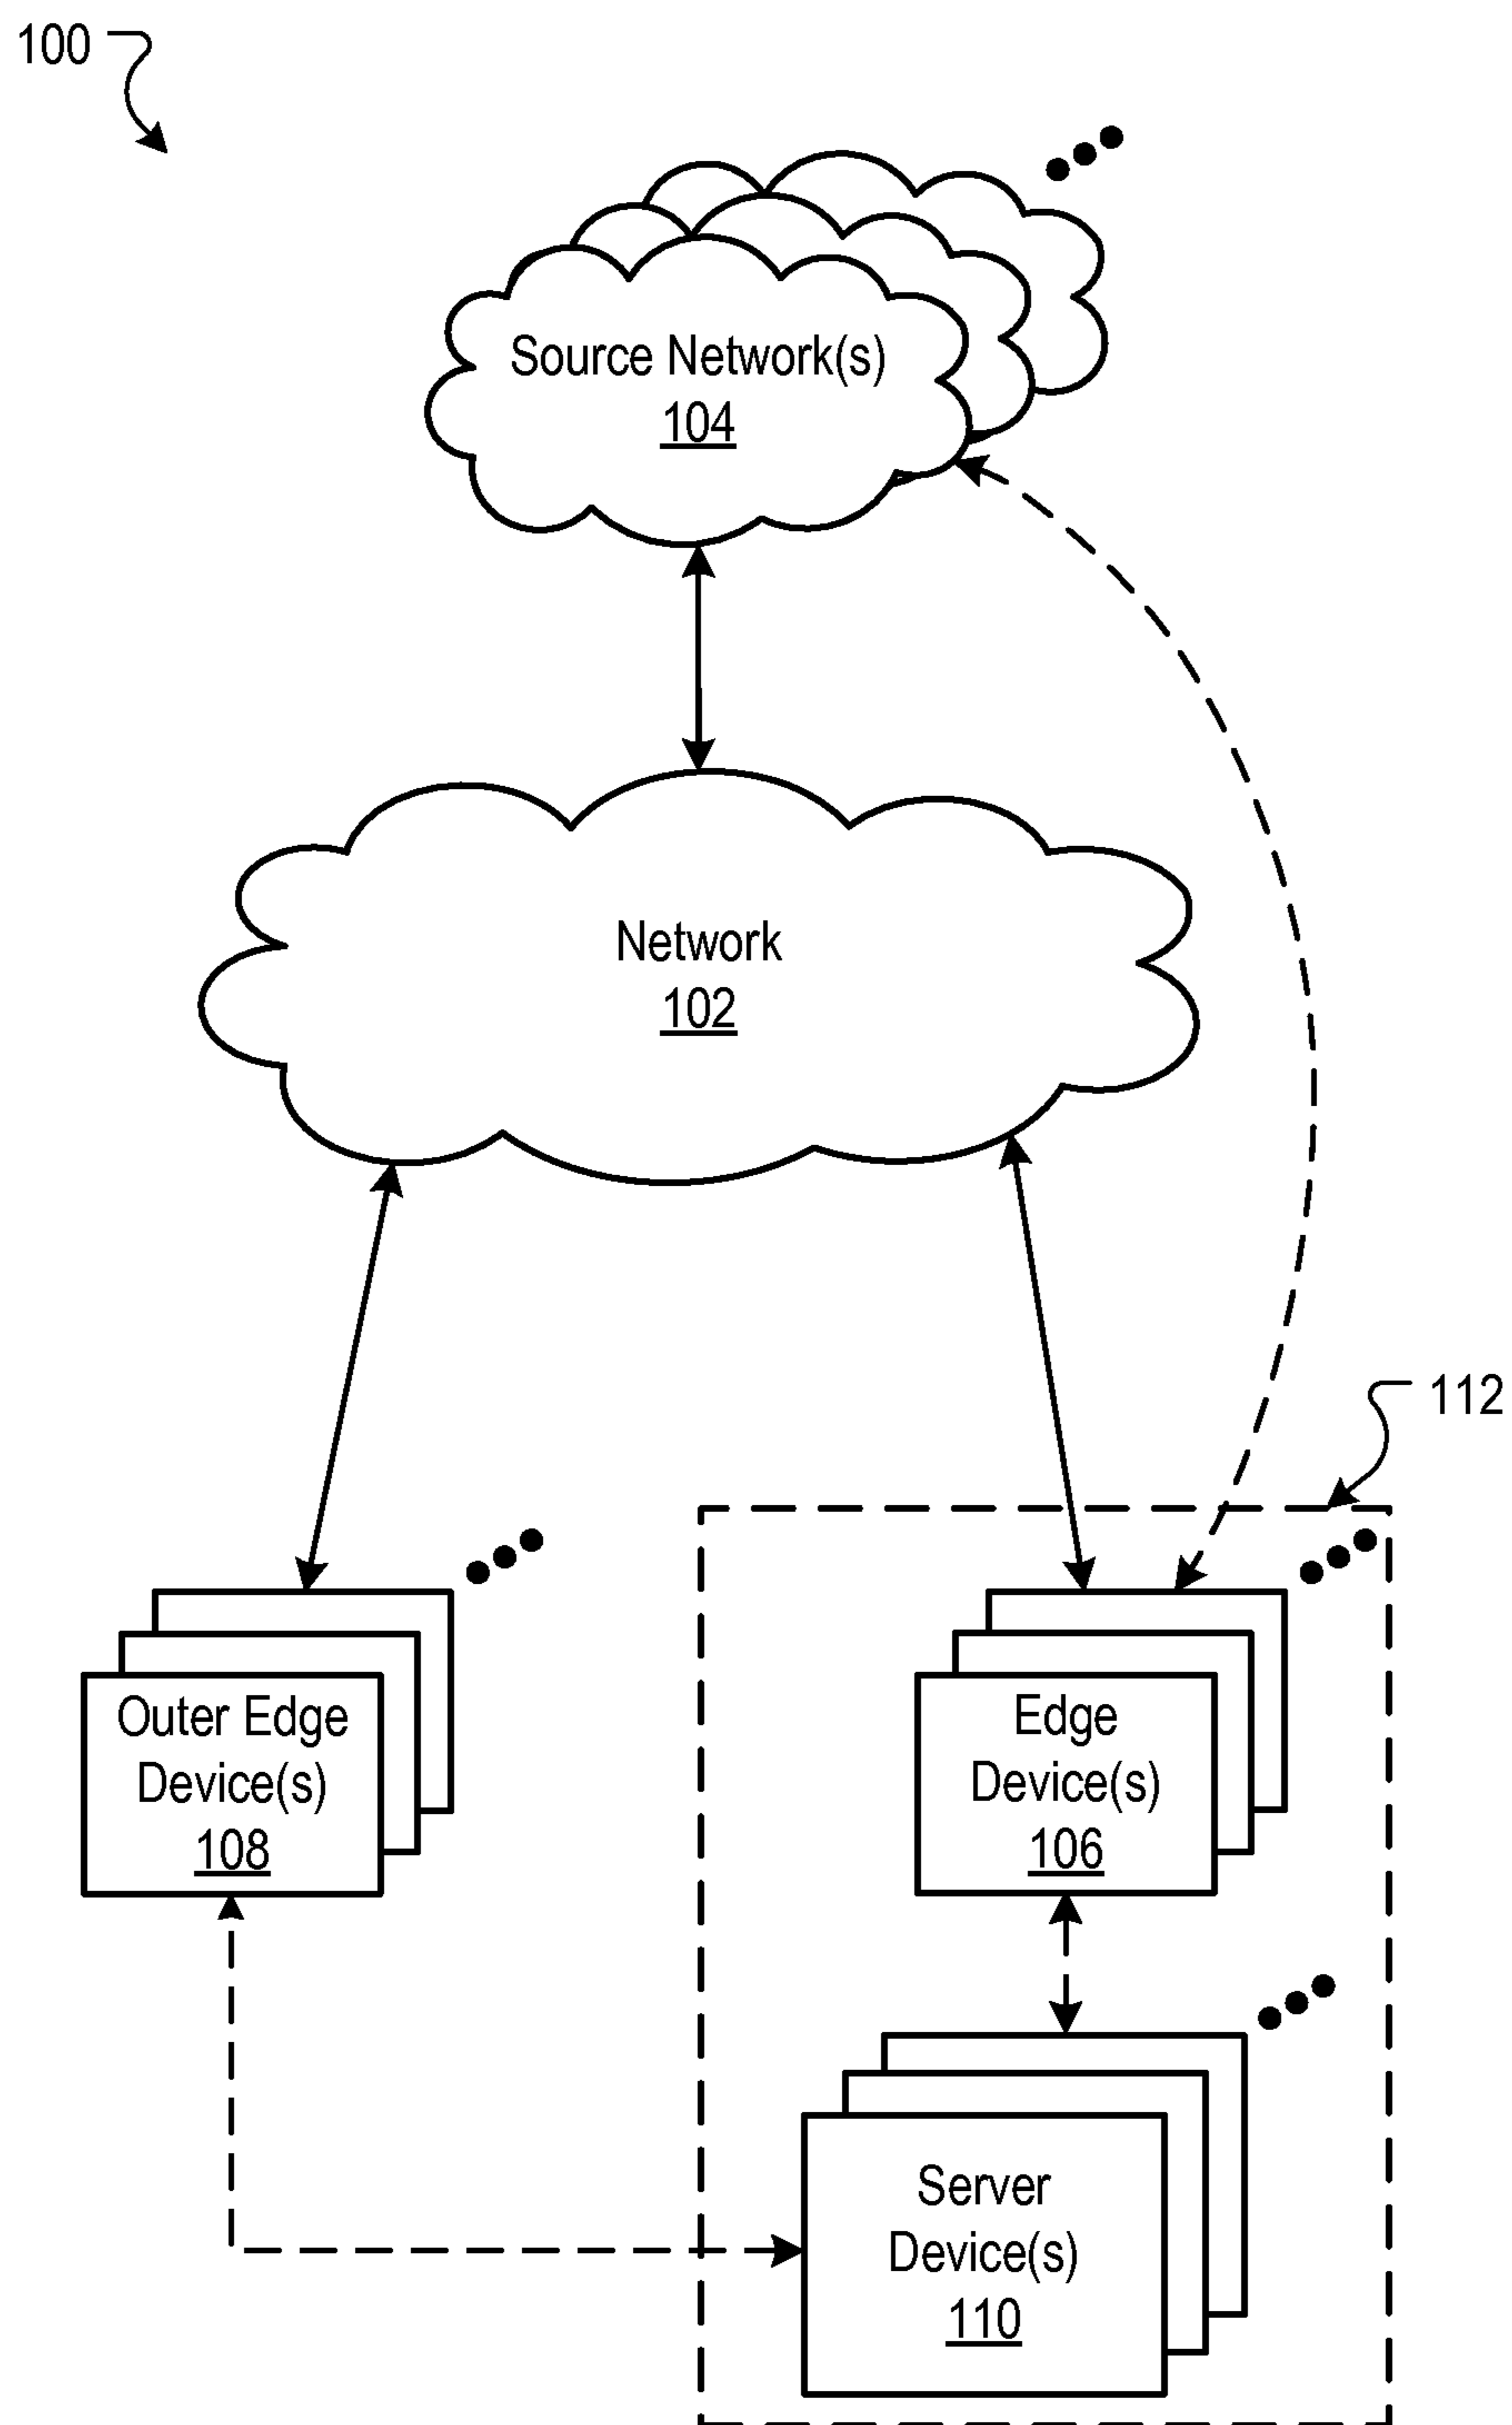 100
Source Network(s)
104
Network
102
112
Outer Edge
Device(s)
108
Edge
Device(s)
106
Server
Device(s)
110